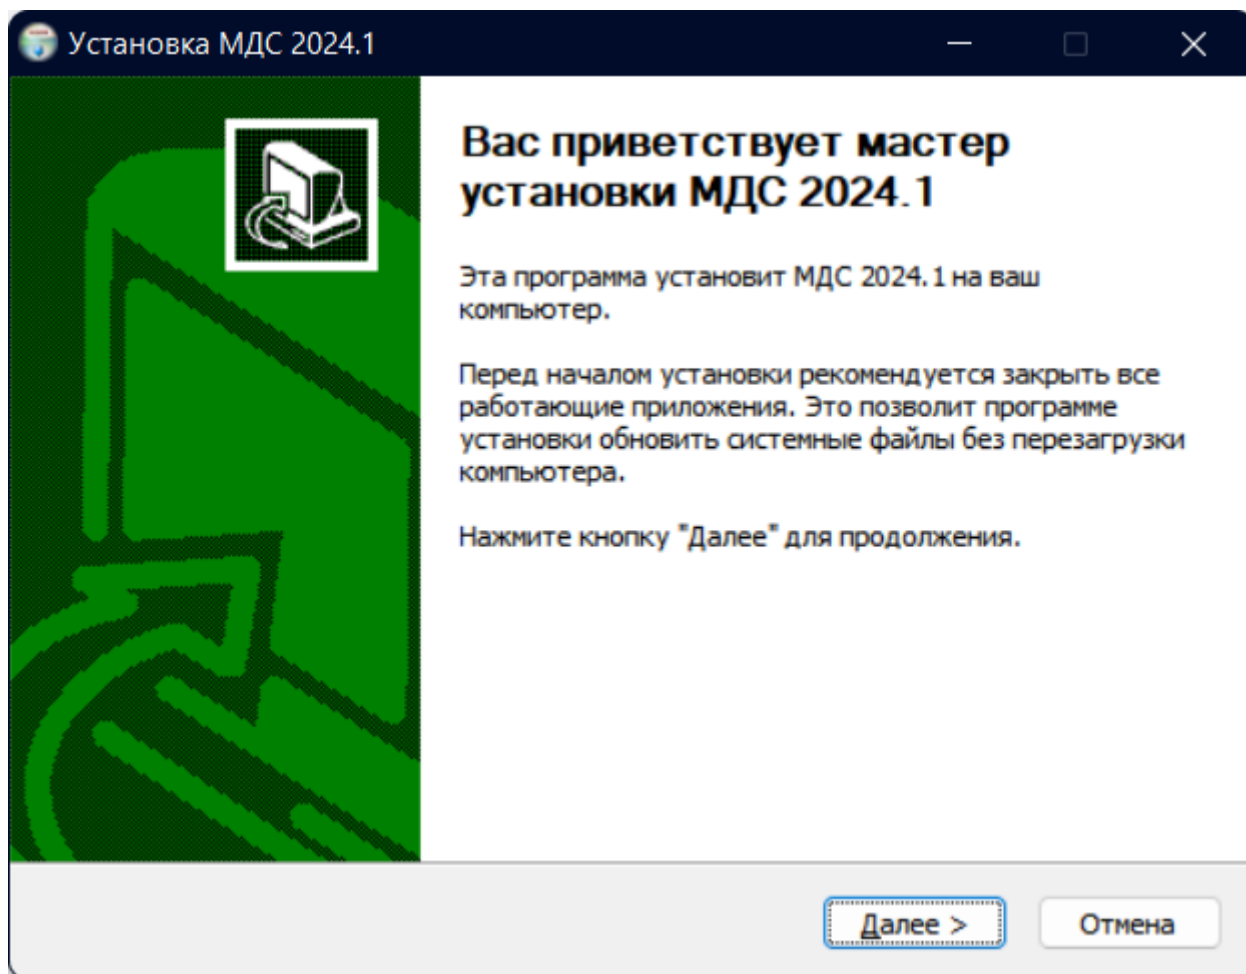 Установка МДС 2024.1
Вас приветствует мастер
установки МДС 2024.1
Эта программа установит МДС 2024.1 на ваш
компьютер.
Перед началом установки рекомендуется закрыть все
работающие приложения. Это позволит программе
установки обновить системные файлы без перезагрузки
компьютера.
Нажмите кнопку "Далее" для продолжения.
Далее >
Отмена